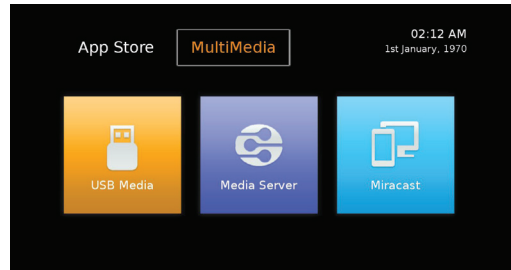 App Store
MultiMedia
02:12 AM
1st January, 1970
USB Media
Media Server
Miracast